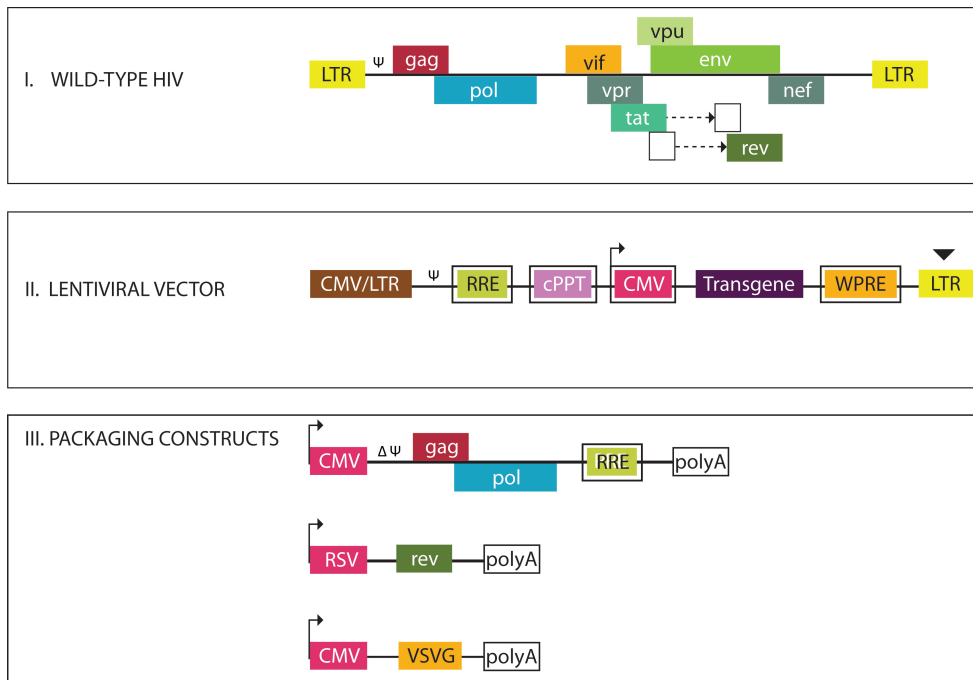 I. WILD-TYPE HIV
vpu
gag vif env
LTR Ψ LTR
pol vpr nef
tat
rev
II. LENTIVIRAL VECTOR
CMV/LTR Ψ RRE cPPT CMV Transgene WPRE LTR
III. PACKAGING CONSTRUCTS
CMV Δ Ψ gag pol RRE polyA
RSV rev polyA
CMV VSVG polyA